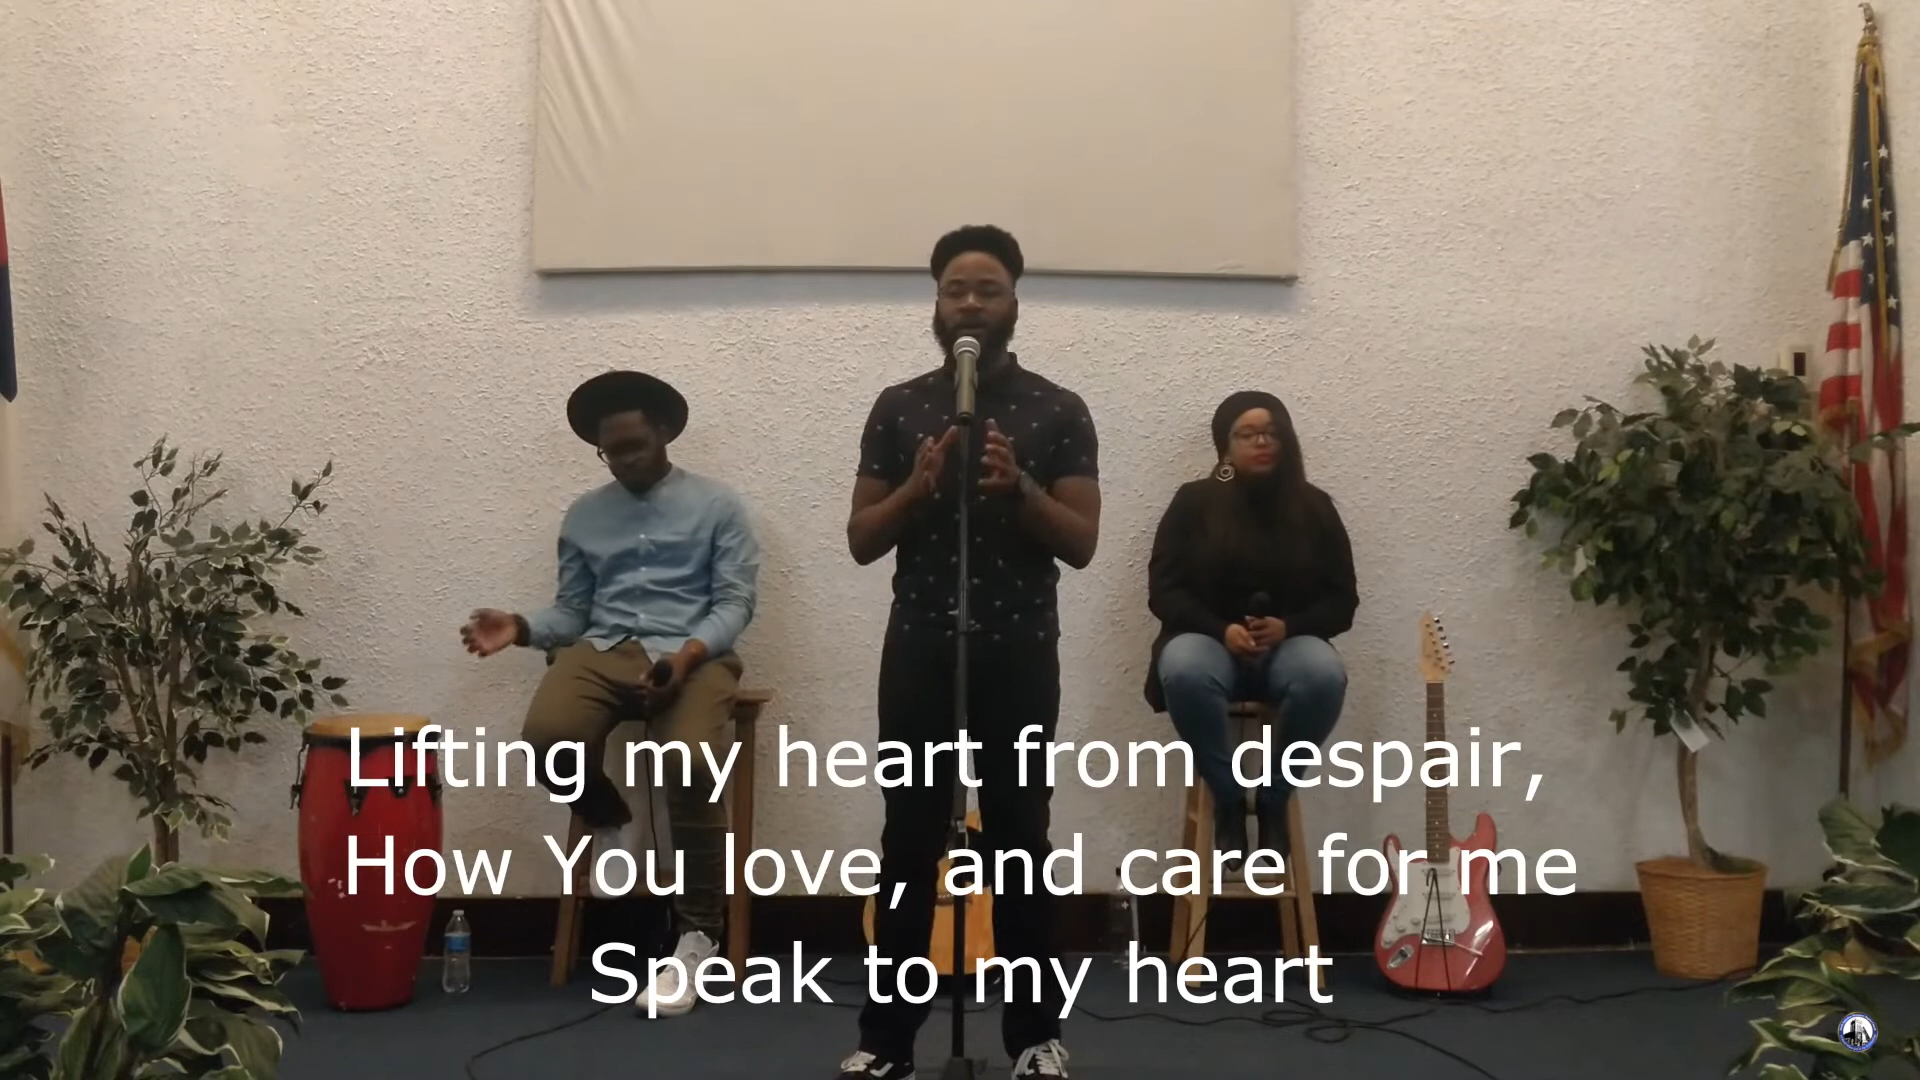 Lifting my heart from despair,
How You love, and care for me
Speak to my heart